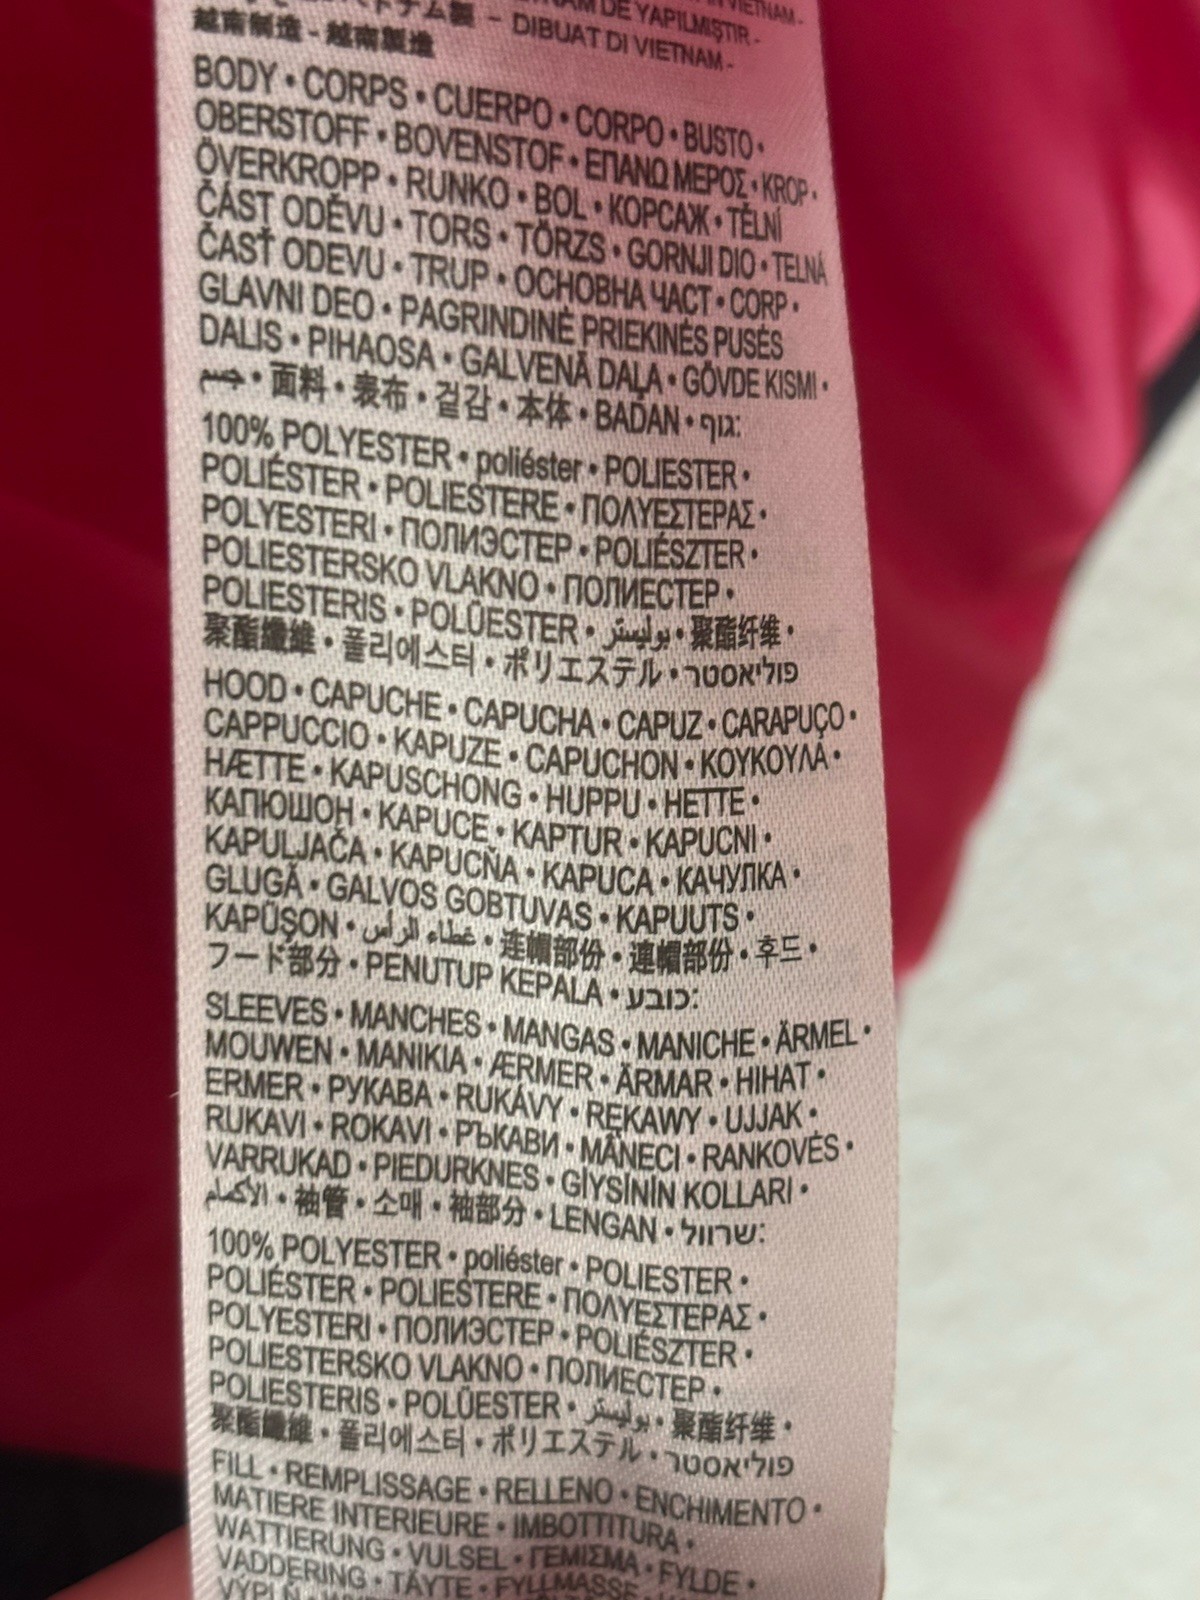 IN VIETNAM -
DE YAPILMIŞTIR -
越南制造 - 越南製造 - DIBUAT DI VIETNAM -
BODY • CORPS • CUERPO • CORPO • BUSTO •
OBERSTOFF • BOVENSTOF • ΕΠΑΝΩ ΜΕΡΟΣ • KROP •
ÖVERKROPP • RUNKO • BOL • КОРСАЖ • TĚLNÍ
ČÁST ODĚVU • TORS • TÖRZS • GORNJI DIO • TELNÁ
ČASŤ ODEVU • TRUP • ОСНОВНА ЧАСТ • CORP •
GLAVNI DEO • PAGRINDINĖ PRIEKINĖS PUSĖS
DALIS • PIHAOSA • GALVENĀ DAĻA • GÖVDE KISMI •
جسم • 面料 • 表布 • 겉감 • 本体 • BADAN • גוף:
100% POLYESTER • poliéster • POLIESTER •
POLIÉSTER • POLIESTERE • ΠΟΛΥΕΣΤΕΡΑΣ •
POLYESTERI • ПОЛИЭСТЕР • POLIÉSZTER •
POLIESTERSKO VLAKNO • ПОЛИЕСТЕР •
POLIESTERIS • POLÜESTER • بوليستر • 聚酯纤维 •
聚酯纖維 • 폴리에스터 • ポリエステル • פוליאסטר
HOOD • CAPUCHE • CAPUCHA • CAPUZ • CARAPUÇO •
CAPPUCCIO • KAPUZE • CAPUCHON • ΚΟΥΚΟΥΛΑ •
HÆTTE • KAPUSCHONG • HUPPU • HETTE •
КАПЮШОН • KAPUCE • KAPTUR • KAPUCNI •
KAPULJAČA • KAPUCŇA • KAPUCA • КАЧУЛКА •
GLUGĂ • GALVOS GOBTUVAS • KAPUUTS •
KAPÜŞON • غطاء الرأس • 连帽部份 • 連帽部份 • 후드 •
フード部分 • PENUTUP KEPALA • כובע:
SLEEVES • MANCHES • MANGAS • MANICHE • ÄRMEL •
MOUWEN • MANIKIA • ÆRMER • ÄRMAR • HIHAT •
ERMER • РУКАВА • RUKÁVY • RĘKAWY • UJJAK •
RUKAVI • ROKAVI • РЪКАВИ • MÂNECI • RANKOVĖS •
VARRUKAD • PIEDURKNES • GİYSİNİN KOLLARI •
الأكمام • 袖管 • 소매 • 袖部分 • LENGAN • שרוול:
100% POLYESTER • poliéster • POLIESTER •
POLIÉSTER • POLIESTERE • ΠΟΛΥΕΣΤΕΡΑΣ •
POLYESTERI • ПОЛИЭСТЕР • POLIÉSZTER •
POLIESTERSKO VLAKNO • ПОЛИЕСТЕР •
POLIESTERIS • POLÜESTER • بوليستر • 聚酯纤维 •
聚酯纖維 • 폴리에스터 • ポリエステル • פוליאסטר
FILL • REMPLISSAGE • RELLENO • ENCHIMENTO •
MATIERE INTERIEURE • IMBOTTITURA •
WATTIERUNG • VULSEL • ΓΕΜΙΣΜΑ • FYLDE •
VADDERING • TÄYTE • FYLLMASSE •
VÝPLŇ